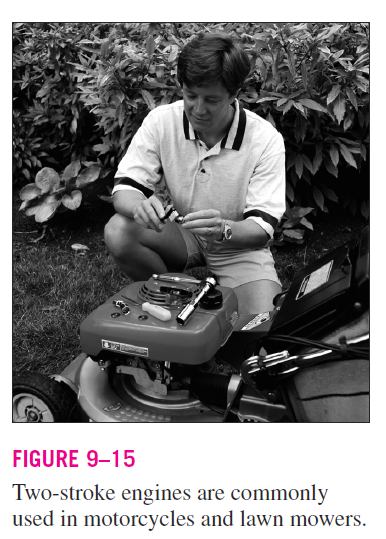 FIGURE 9–15
Two-stroke engines are commonly
used in motorcycles and lawn mowers.